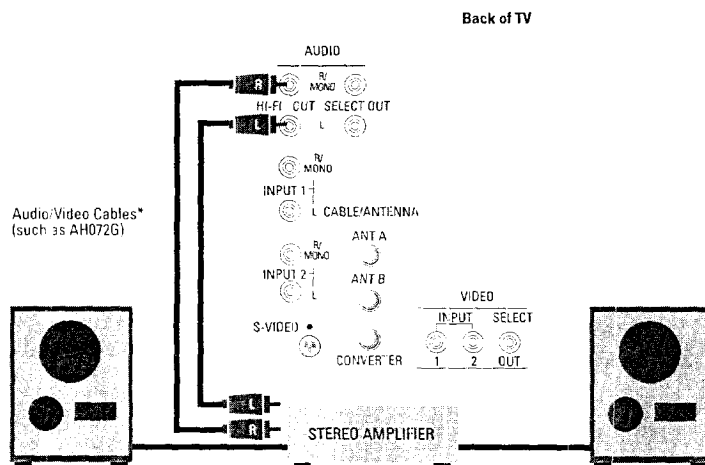 Back of TV
AUDIO
R R/ MONO
HI-FI OUT SELECT OUT
L L
R/ MONO
INPUT 1
L CABLE/ANTENNA
Audio/Video Cables*
(such as AH072G)
R/ MONO ANT A
INPUT 2 ANT B
L
VIDEO
INPUT SELECT
S-VIDEO
CONVERTER 1 2 OUT
L
R
STEREO AMPLIFIER